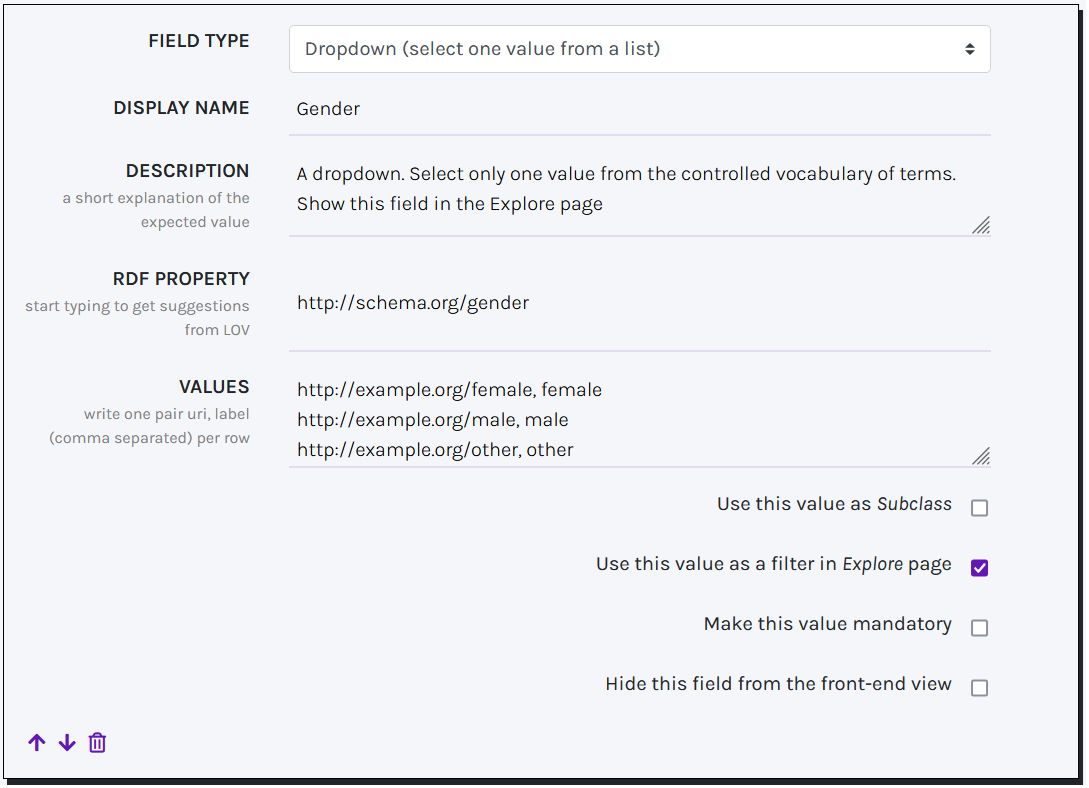 FIELD TYPE
Dropdown (select one value from a list)
DISPLAY NAME
Gender
DESCRIPTION
a short explanation of the
expected value
A dropdown. Select only one value from the controlled vocabulary of terms.
Show this field in the Explore page
RDF PROPERTY
start typing to get suggestions
from LOV
http://schema.org/gender
VALUES
write one pair uri, label
(comma separated) per row
http://example.org/female, female
http://example.org/male, male
http://example.org/other, other
Use this value as Subclass
Use this value as a filter in Explore page
Make this value mandatory
Hide this field from the front-end view